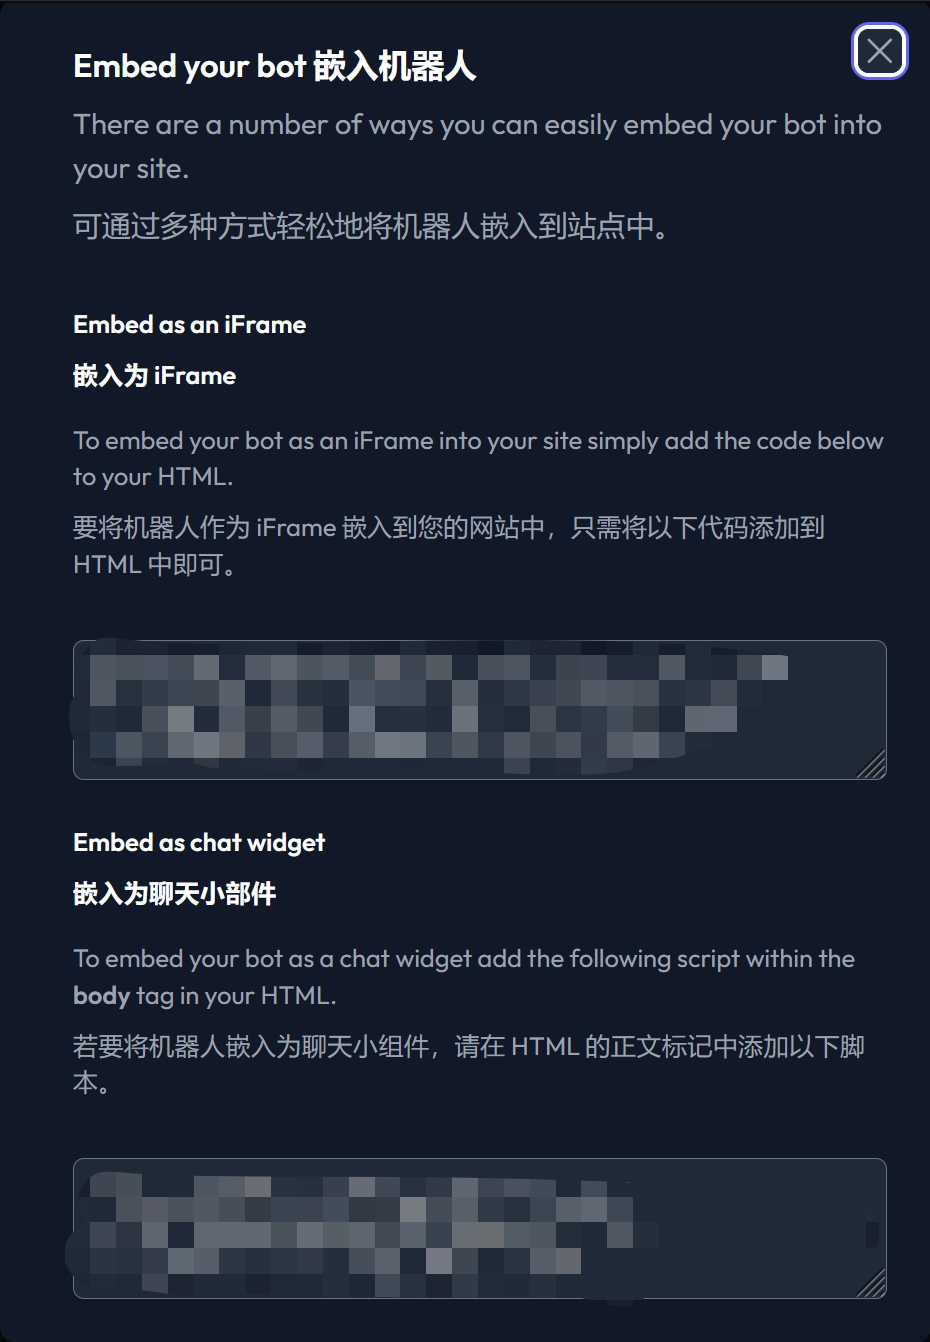 Embed your bot 嵌入机器人
There are a number of ways you can easily embed your bot into
your site.
可通过多种方式轻松地将机器人嵌入到站点中。
Embed as an iFrame
嵌入为 iFrame
To embed your bot as an iFrame into your site simply add the code below
to your HTML.
要将机器人作为 iFrame 嵌入到您的网站中，只需将以下代码添加到
HTML 中即可。
Embed as chat widget
嵌入为聊天小部件
To embed your bot as a chat widget add the following script within the
body tag in your HTML.
若要将机器人嵌入为聊天小组件，请在 HTML 的正文标记中添加以下脚
本。